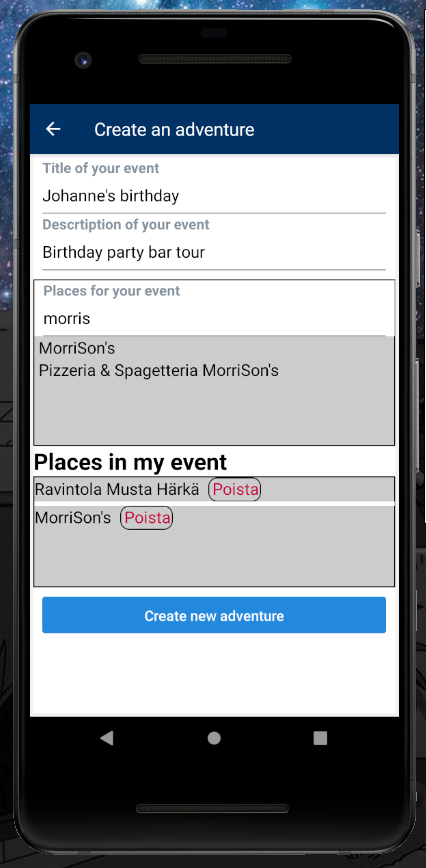 Create an adventure
Title of your event
Johanne's birthday
Descrtiption of your event
Birthday party bar tour
Places for your event
morris
MorriSon's
Pizzeria & Spagetteria MorriSon's
Places in my event
Ravintola Musta Härkä Poista
MorriSon's Poista
Create new adventure